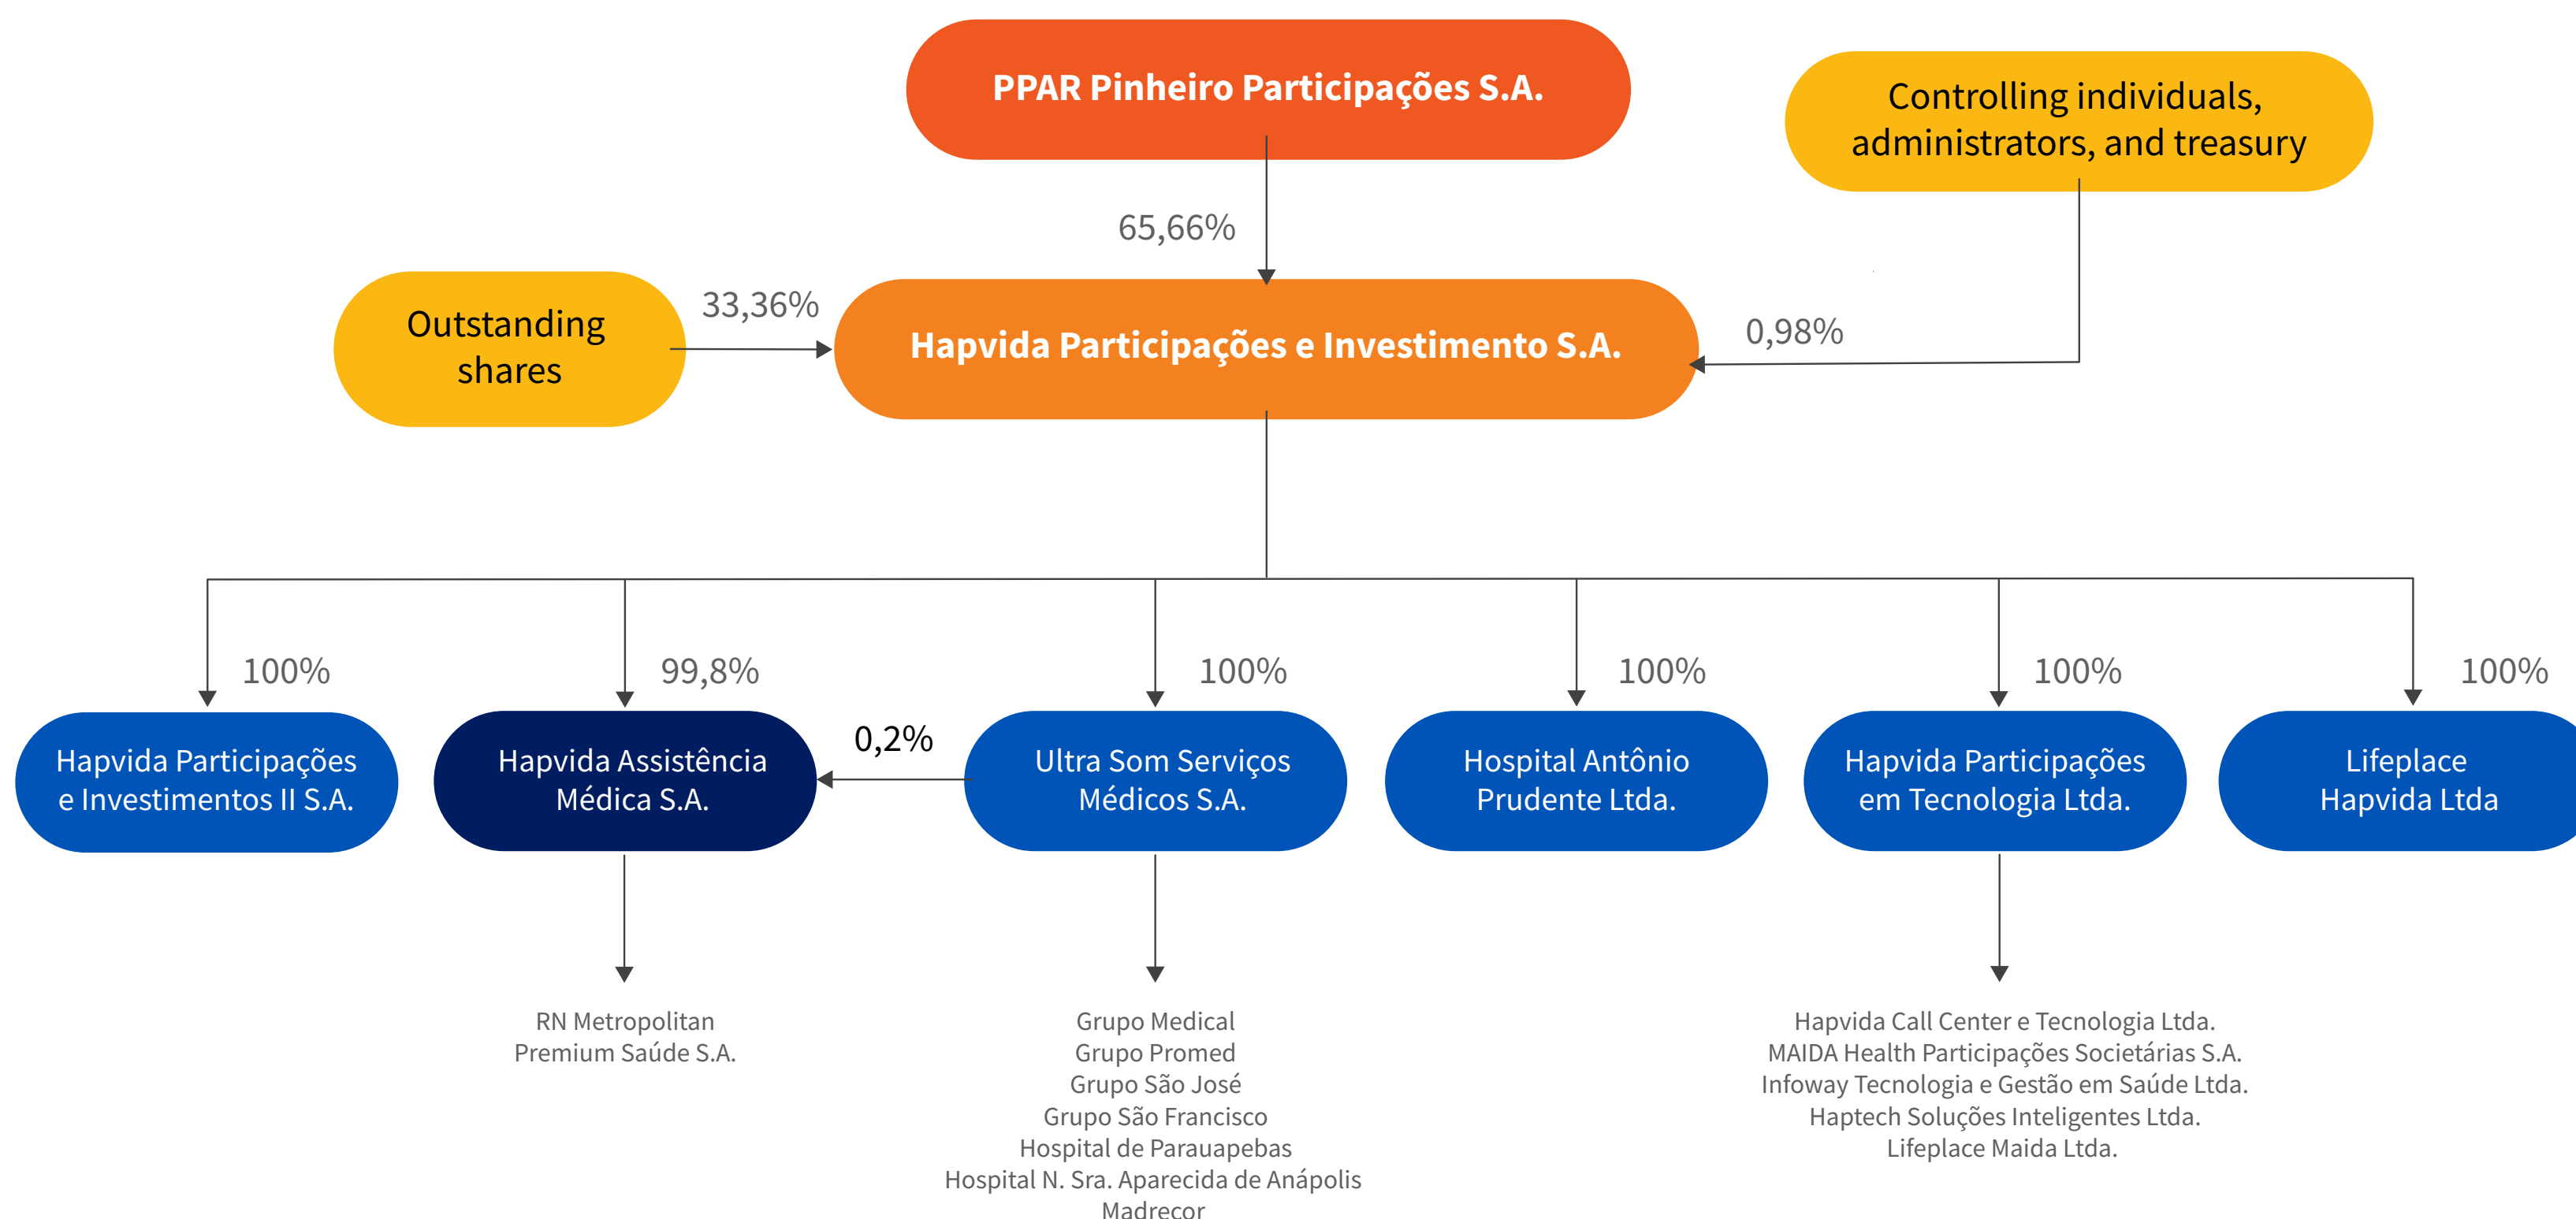 PPAR Pinheiro Participações S.A.
Controlling individuals,
administrators, and treasury
65,66%
Outstanding
shares
33,36%
Hapvida Participações e Investimento S.A.
0,98%
100%
99,8%
100%
100%
100%
100%
Hapvida Participações
e Investimentos II S.A.
Hapvida Assistência
Médica S.A.
0,2%
Ultra Som Serviços
Médicos S.A.
Hospital Antônio
Prudente Ltda.
Hapvida Participações
em Tecnologia Ltda.
Lifeplace
Hapvida Ltda
RN Metropolitan
Premium Saúde S.A.
Grupo Medical
Grupo Promed
Grupo São José
Grupo São Francisco
Hospital de Parauapebas
Hospital N. Sra. Aparecida de Anápolis
Madrecor
Hapvida Call Center e Tecnologia Ltda.
MAIDA Health Participações Societárias S.A.
Infoway Tecnologia e Gestão em Saúde Ltda.
Haptech Soluções Inteligentes Ltda.
Lifeplace Maida Ltda.